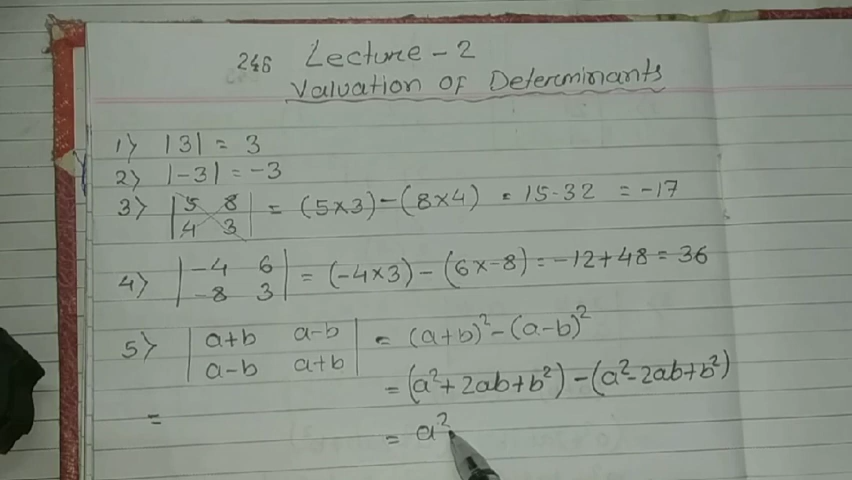 246 Lecture - 2
Valuation of Determinants
1) |3| = 3
2) |-3| = -3
3) |5 8| = (5×3)-(8×4) = 15-32 = -17
|4 3|
4) |-4 6| = (-4×3) - (6×-8) = -12+48 = 36
|-8 3|
5) |a+b a-b| = (a+b)²-(a-b)²
|a-b a+b|
= (a²+2ab+b²)-(a²-2ab+b²)
=
= a²